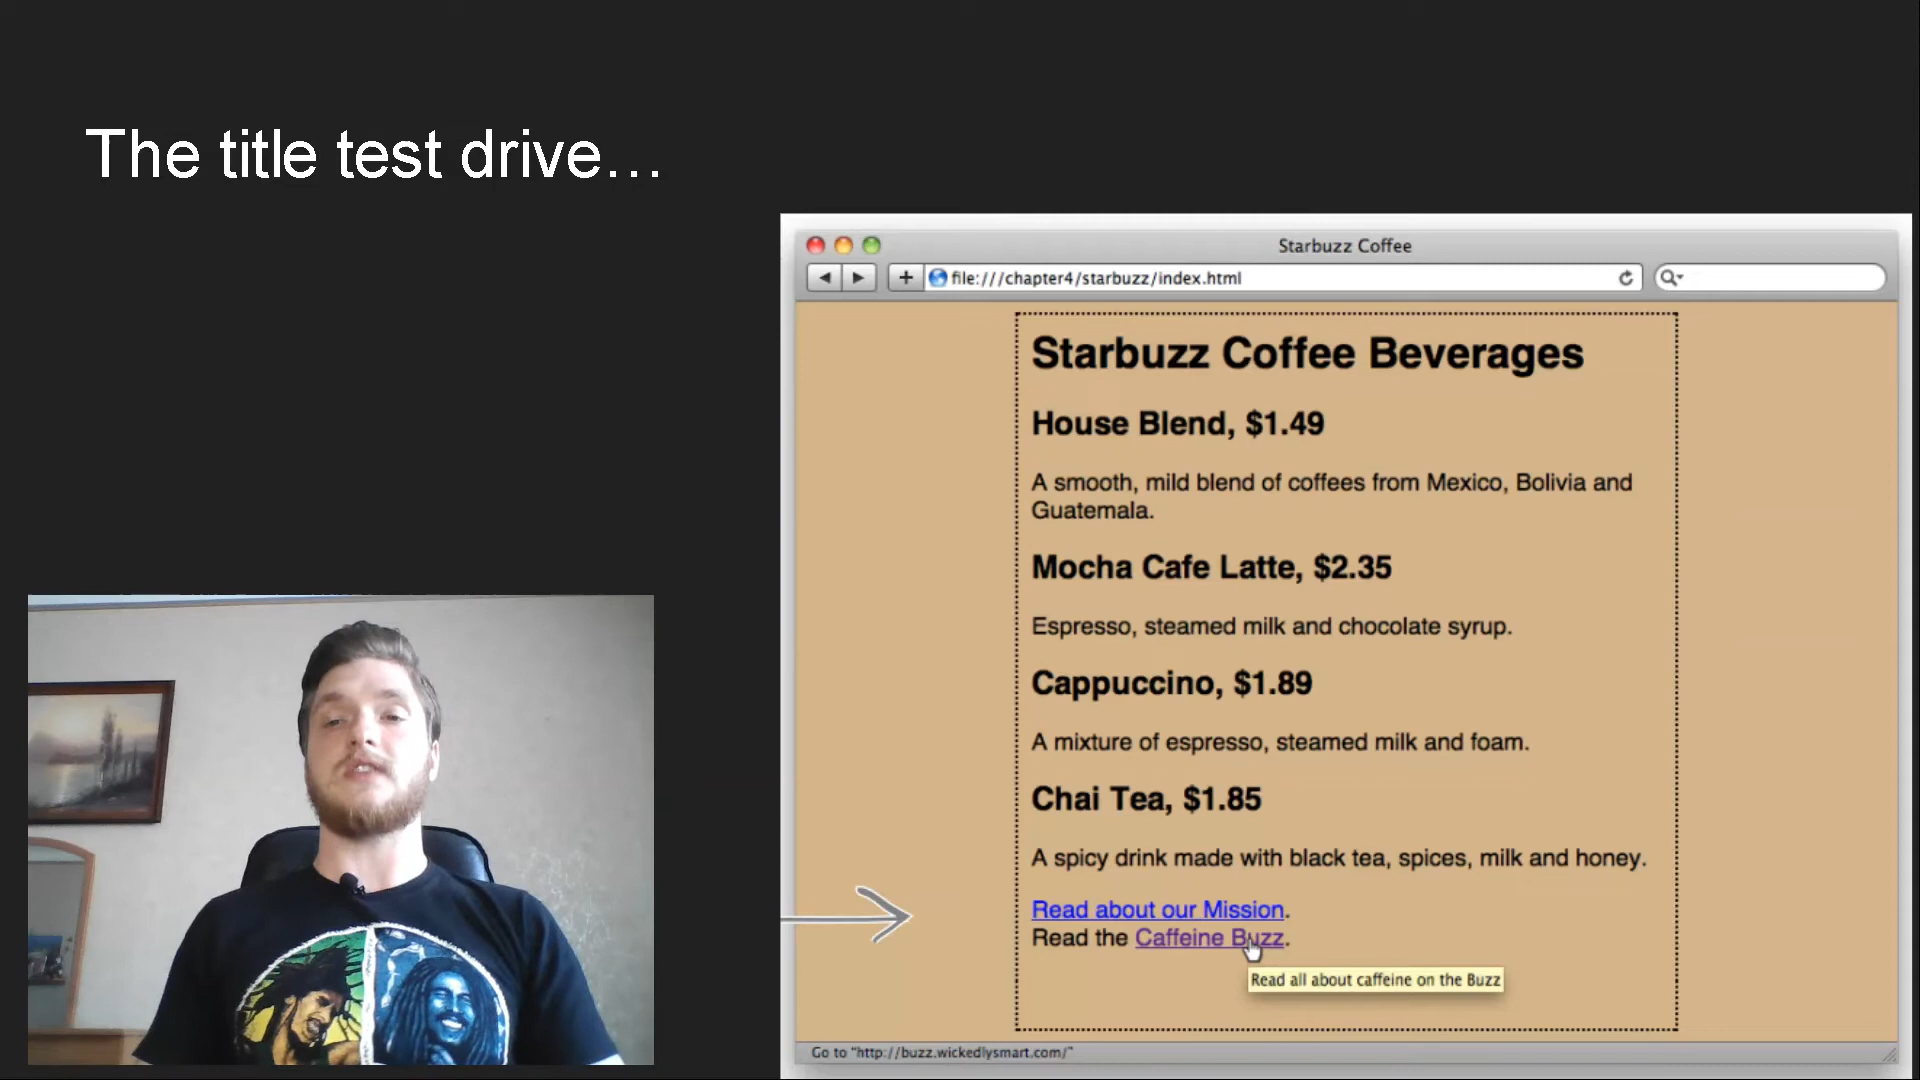 The title test drive…
Starbuzz Coffee
file:///chapter4/starbuzz/index.html
Starbuzz Coffee Beverages
House Blend, $1.49
A smooth, mild blend of coffees from Mexico, Bolivia and
Guatemala.
Mocha Cafe Latte, $2.35
Espresso, steamed milk and chocolate syrup.
Cappuccino, $1.89
A mixture of espresso, steamed milk and foam.
Chai Tea, $1.85
A spicy drink made with black tea, spices, milk and honey.
Read about our Mission.
Read the Caffeine Buzz.
Read all about caffeine on the Buzz
Go to "http://buzz.wickedlysmart.com/"